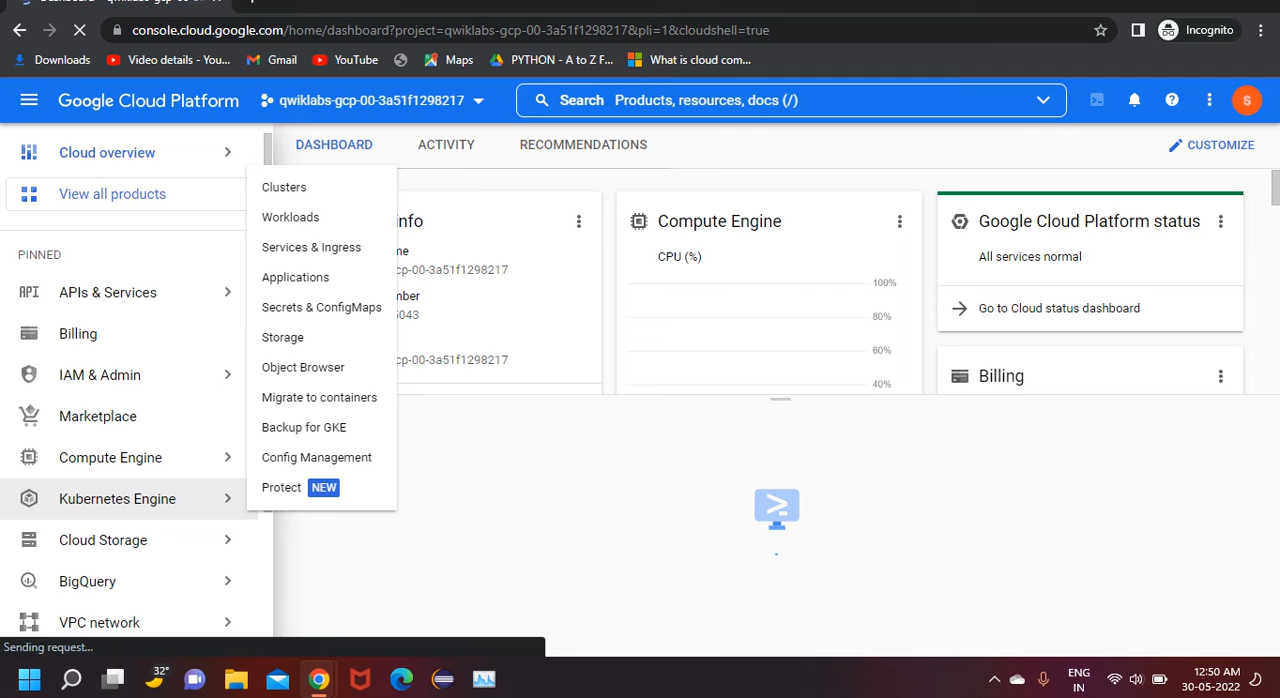 console.cloud.google.com/home/dashboard?project=qwiklabs-gcp-00-3a51f1298217&pli=1&cloudshell=true
Incognito
Downloads
Video details - You...
Gmail
YouTube
Maps
PYTHON - A to Z F...
What is cloud com...
Google Cloud Platform
qwiklabs-gcp-00-3a51f1298217
Search Products, resources, docs (/)
S
Cloud overview
View all products
PINNED
API APIs & Services
Billing
IAM & Admin
Marketplace
Compute Engine
Kubernetes Engine
Cloud Storage
BigQuery
VPC network
Sending request...
Clusters
Workloads
Services & Ingress
Applications
Secrets & ConfigMaps
Storage
Object Browser
Migrate to containers
Backup for GKE
Config Management
Protect NEW
DASHBOARD
ACTIVITY
RECOMMENDATIONS
CUSTOMIZE
info
me
cp-00-3a51f1298217
mber
5043
cp-00-3a51f1298217
Compute Engine
CPU (%)
100%
80%
60%
40%
Google Cloud Platform status
All services normal
Go to Cloud status dashboard
Billing
32°
ENG
IN
12:50 AM
30-05-2022